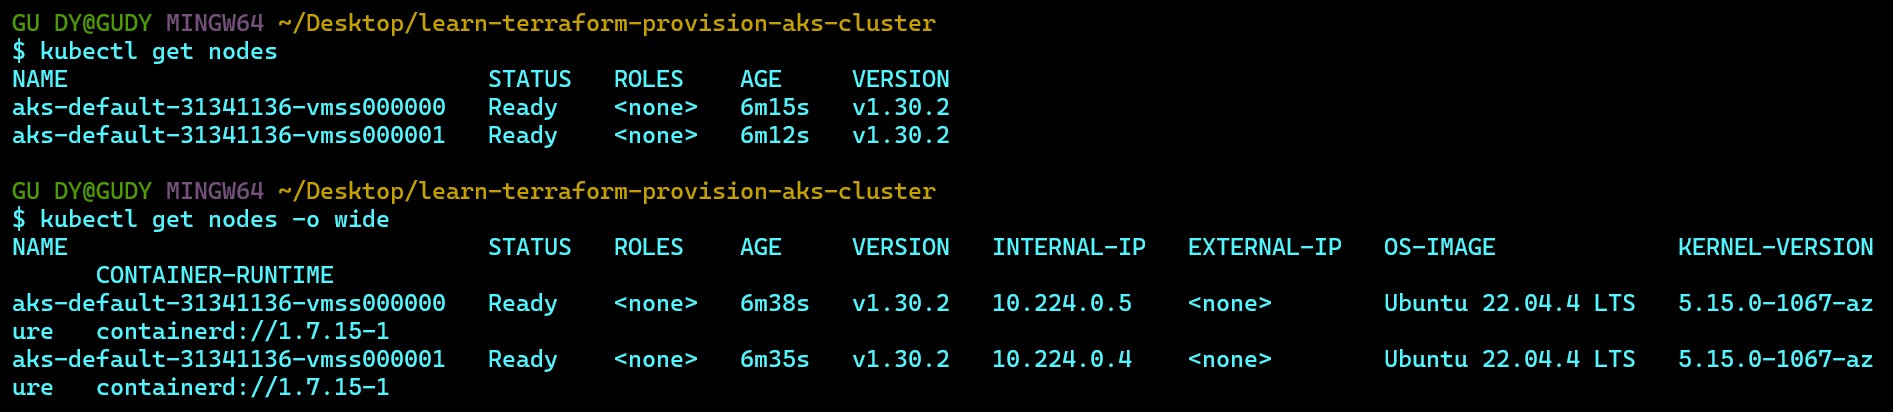 GU DY@GUDY MINGW64 ~/Desktop/learn-terraform-provision-aks-cluster
$ kubectl get nodes
NAME                              STATUS   ROLES    AGE     VERSION
aks-default-31341136-vmss000000   Ready    <none>   6m15s   v1.30.2
aks-default-31341136-vmss000001   Ready    <none>   6m12s   v1.30.2

GU DY@GUDY MINGW64 ~/Desktop/learn-terraform-provision-aks-cluster
$ kubectl get nodes -o wide
NAME                              STATUS   ROLES    AGE     VERSION   INTERNAL-IP   EXTERNAL-IP   OS-IMAGE             KERNEL-VERSION
      CONTAINER-RUNTIME
aks-default-31341136-vmss000000   Ready    <none>   6m38s   v1.30.2   10.224.0.5    <none>        Ubuntu 22.04.4 LTS   5.15.0-1067-az
ure   containerd://1.7.15-1
aks-default-31341136-vmss000001   Ready    <none>   6m35s   v1.30.2   10.224.0.4    <none>        Ubuntu 22.04.4 LTS   5.15.0-1067-az
ure   containerd://1.7.15-1